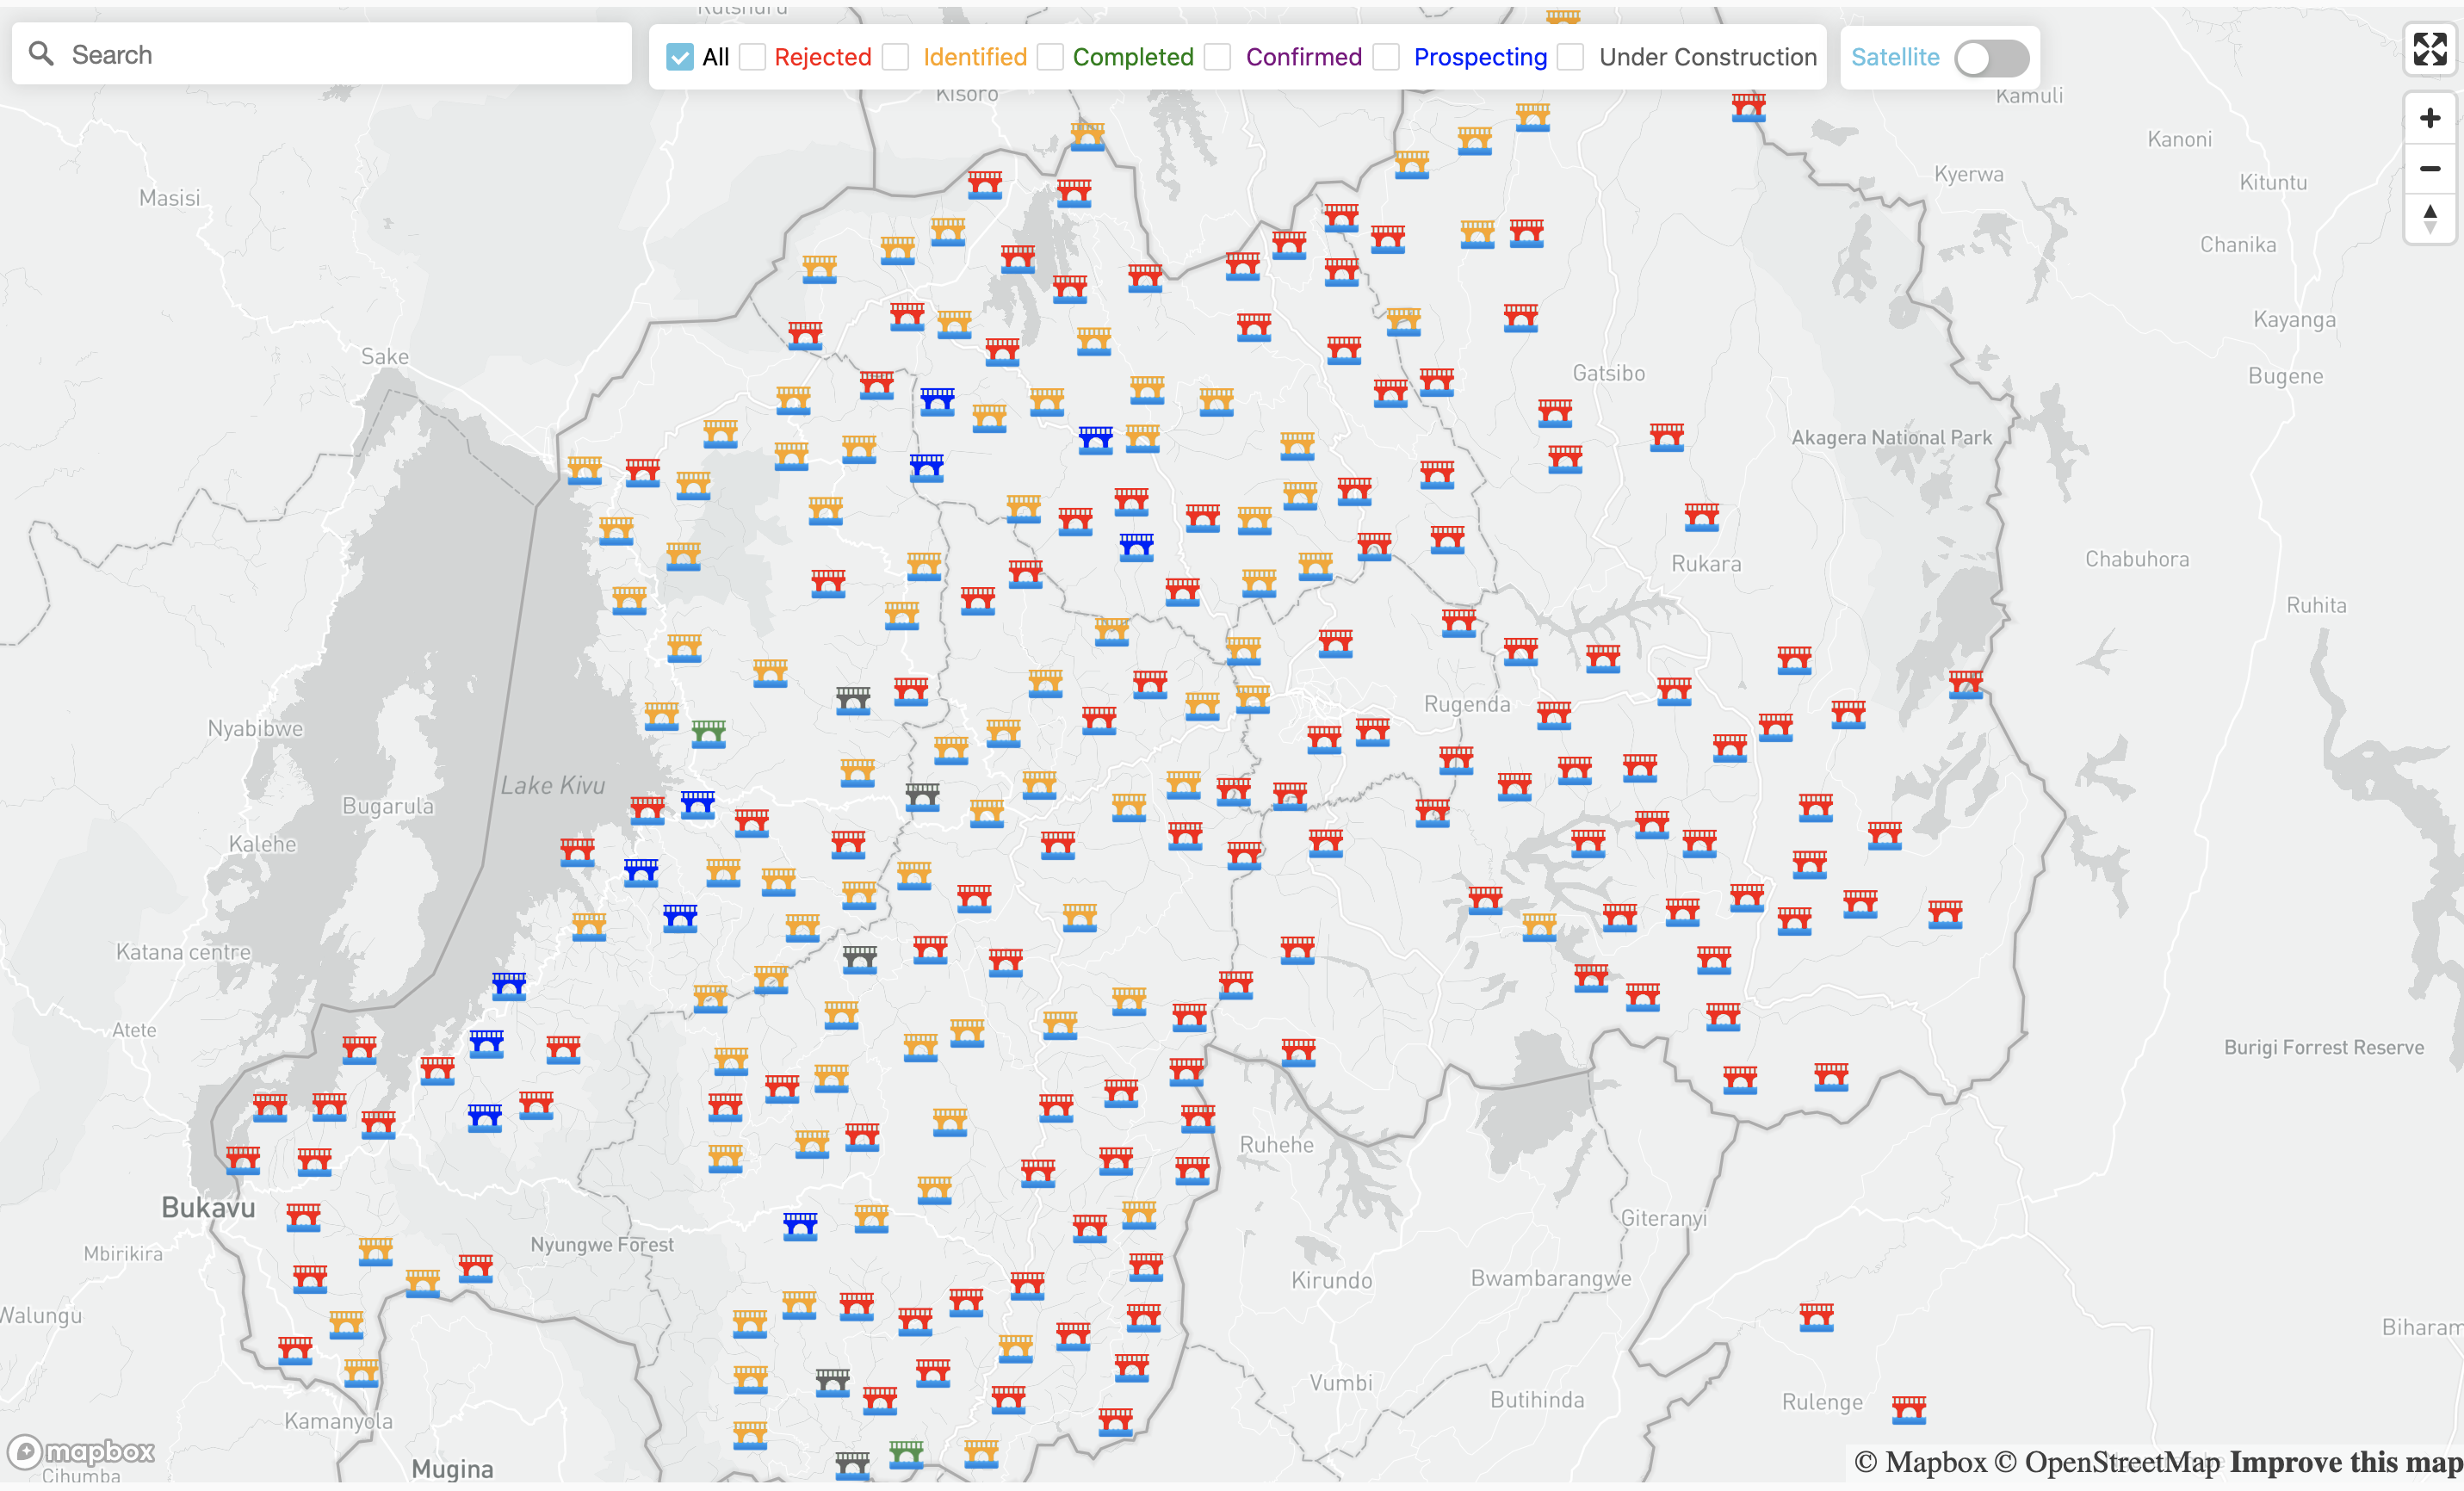 Rutshuru
Search
All Rejected Identified Completed Confirmed Prospecting Under Construction
Satellite
Kisoro
Kamuli
Kanoni
Masisi
Kyerwa
Kituntu
Chanika
Kayanga
Sake
Gatsibo
Bugene
Akagera National Park
Chabuhora
Rukara
Ruhita
Rugenda
Nyabibwe
Lake Kivu
Bugarula
Kalehe
Katana centre
Atete
Burigi Forrest Reserve
Ruhehe
Bukavu
Giteranyi
Nyungwe Forest
Mbirikira
Kirundo
Bwambarangwe
Walungu
Biharam
Vumbi
Butihinda
Rulenge
Kamanyola
mapbox
Mugina
Cihumba
© Mapbox © OpenStreetMap Improve this map